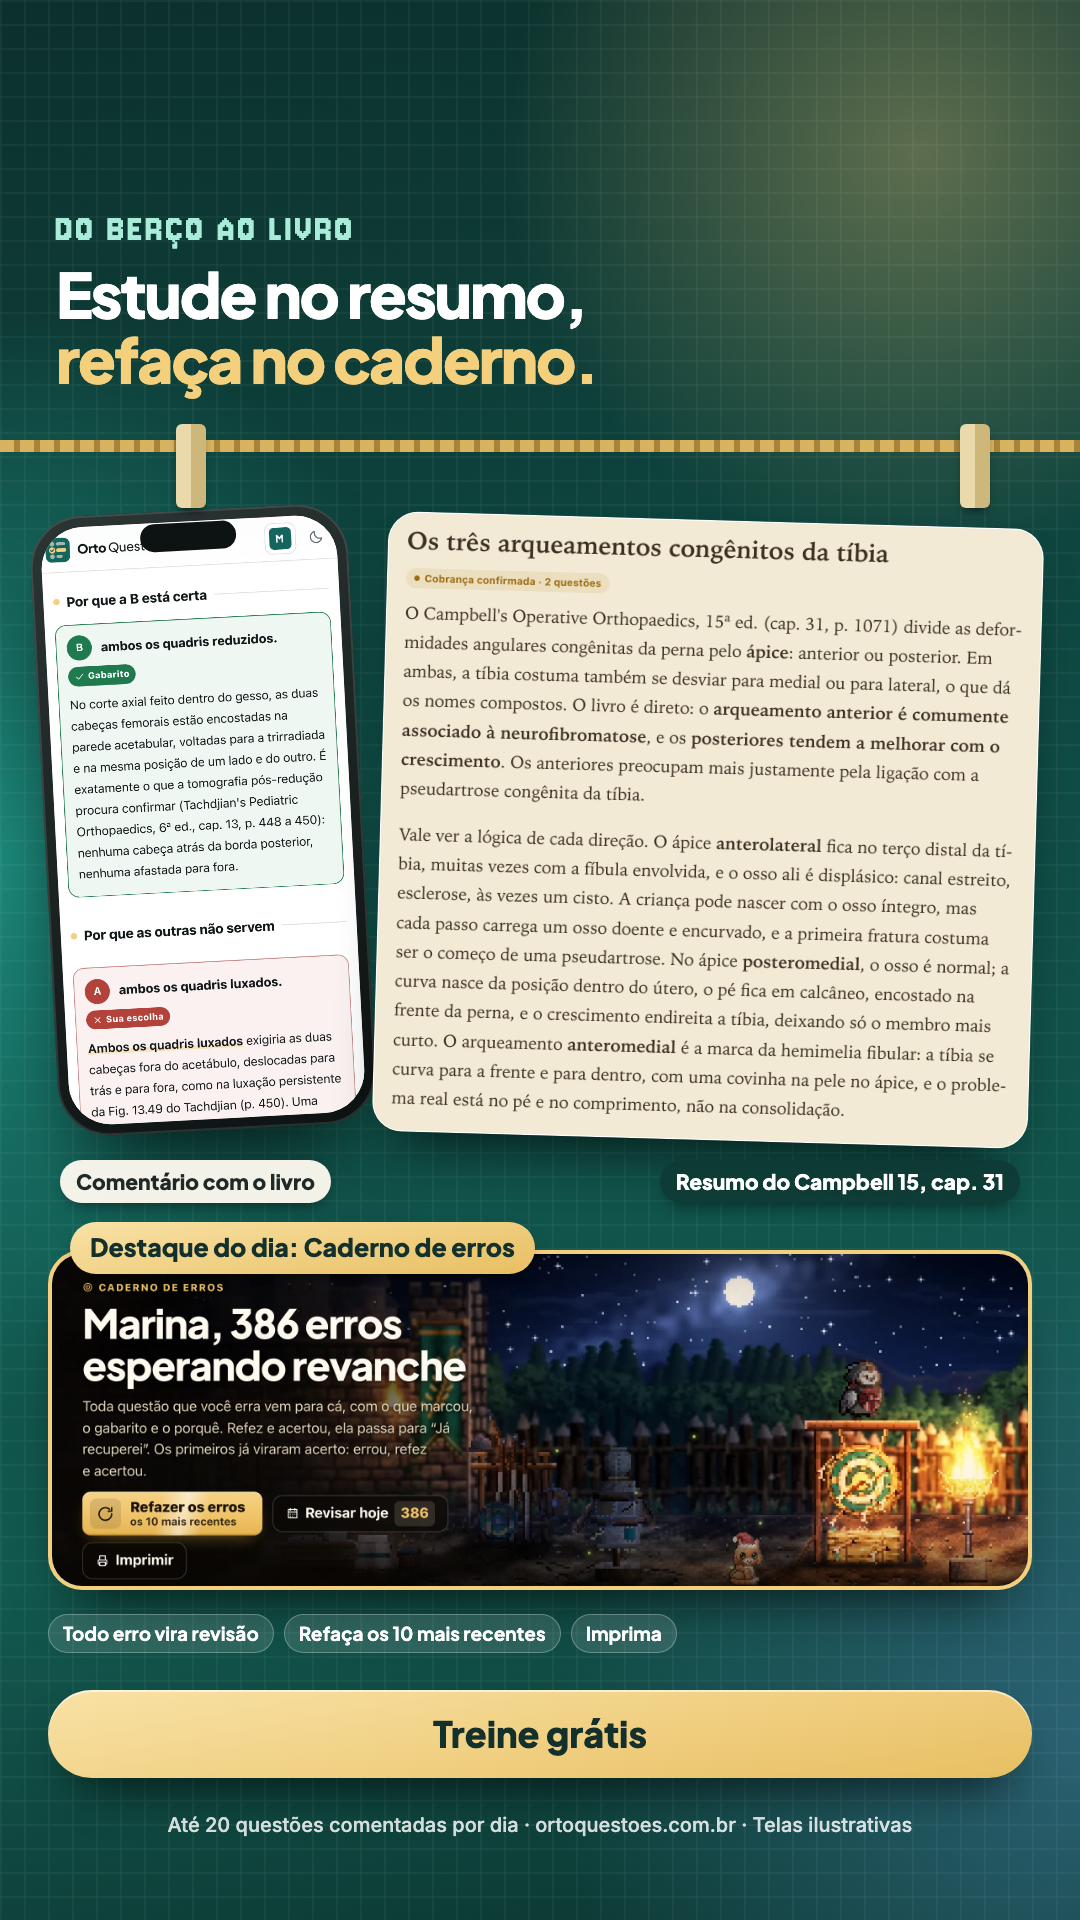 DO BERÇO AO LIVRO
Estude no resumo,
refaça no caderno.
Orto Quest
M
Por que a B está certa
B ambos os quadris reduzidos.
Gabarito
No corte axial feito dentro do gesso, as duas
cabeças femorais estão encostadas na
parede acetabular, voltadas para a trirradiada
e na mesma posição de um lado e do outro. É
exatamente o que a tomografia pós-redução
procura confirmar (Tachdjian's Pediatric
Orthopaedics, 6ª ed., cap. 13, p. 448 a 450):
nenhuma cabeça atrás da borda posterior,
nenhuma afastada para fora.
Por que as outras não servem
A ambos os quadris luxados.
Sua escolha
Ambos os quadris luxados exigiria as duas
cabeças fora do acetábulo, deslocadas para
trás e para fora, como na luxação persistente
da Fig. 13.49 do Tachdjian (p. 450). Uma
Os três arqueamentos congênitos da tíbia
Cobrança confirmada · 2 questões
O Campbell's Operative Orthopaedics, 15ª ed. (cap. 31, p. 1071) divide as defor-
midades angulares congênitas da perna pelo ápice: anterior ou posterior. Em
ambas, a tíbia costuma também se desviar para medial ou para lateral, o que dá
os nomes compostos. O livro é direto: o arqueamento anterior é comumente
associado à neurofibromatose, e os posteriores tendem a melhorar com o
crescimento. Os anteriores preocupam mais justamente pela ligação com a
pseudartrose congênita da tíbia.
Vale ver a lógica de cada direção. O ápice anterolateral fica no terço distal da tí-
bia, muitas vezes com a fíbula envolvida, e o osso ali é displásico: canal estreito,
esclerose, às vezes um cisto. A criança pode nascer com o osso íntegro, mas
cada passo carrega um osso doente e encurvado, e a primeira fratura costuma
ser o começo de uma pseudartrose. No ápice posteromedial, o osso é normal; a
curva nasce da posição dentro do útero, o pé fica em calcâneo, encostado na
frente da perna, e o crescimento endireita a tíbia, deixando só o membro mais
curto. O arqueamento anteromedial é a marca da hemimelia fibular: a tíbia se
curva para a frente e para dentro, com uma covinha na pele no ápice, e o proble-
ma real está no pé e no comprimento, não na consolidação.
Comentário com o livro
Resumo do Campbell 15, cap. 31
Destaque do dia: Caderno de erros
CADERNO DE ERROS
Marina, 386 erros
esperando revanche
Toda questão que você erra vem para cá, com o que marcou,
o gabarito e o porquê. Refez e acertou, ela passa para “Já
recuperei”. Os primeiros já viraram acerto: errou, refez
e acertou.
Refazer os erros
os 10 mais recentes
Revisar hoje 386
Imprimir
Todo erro vira revisão
Refaça os 10 mais recentes
Imprima
Treine grátis
Até 20 questões comentadas por dia · ortoquestoes.com.br · Telas ilustrativas